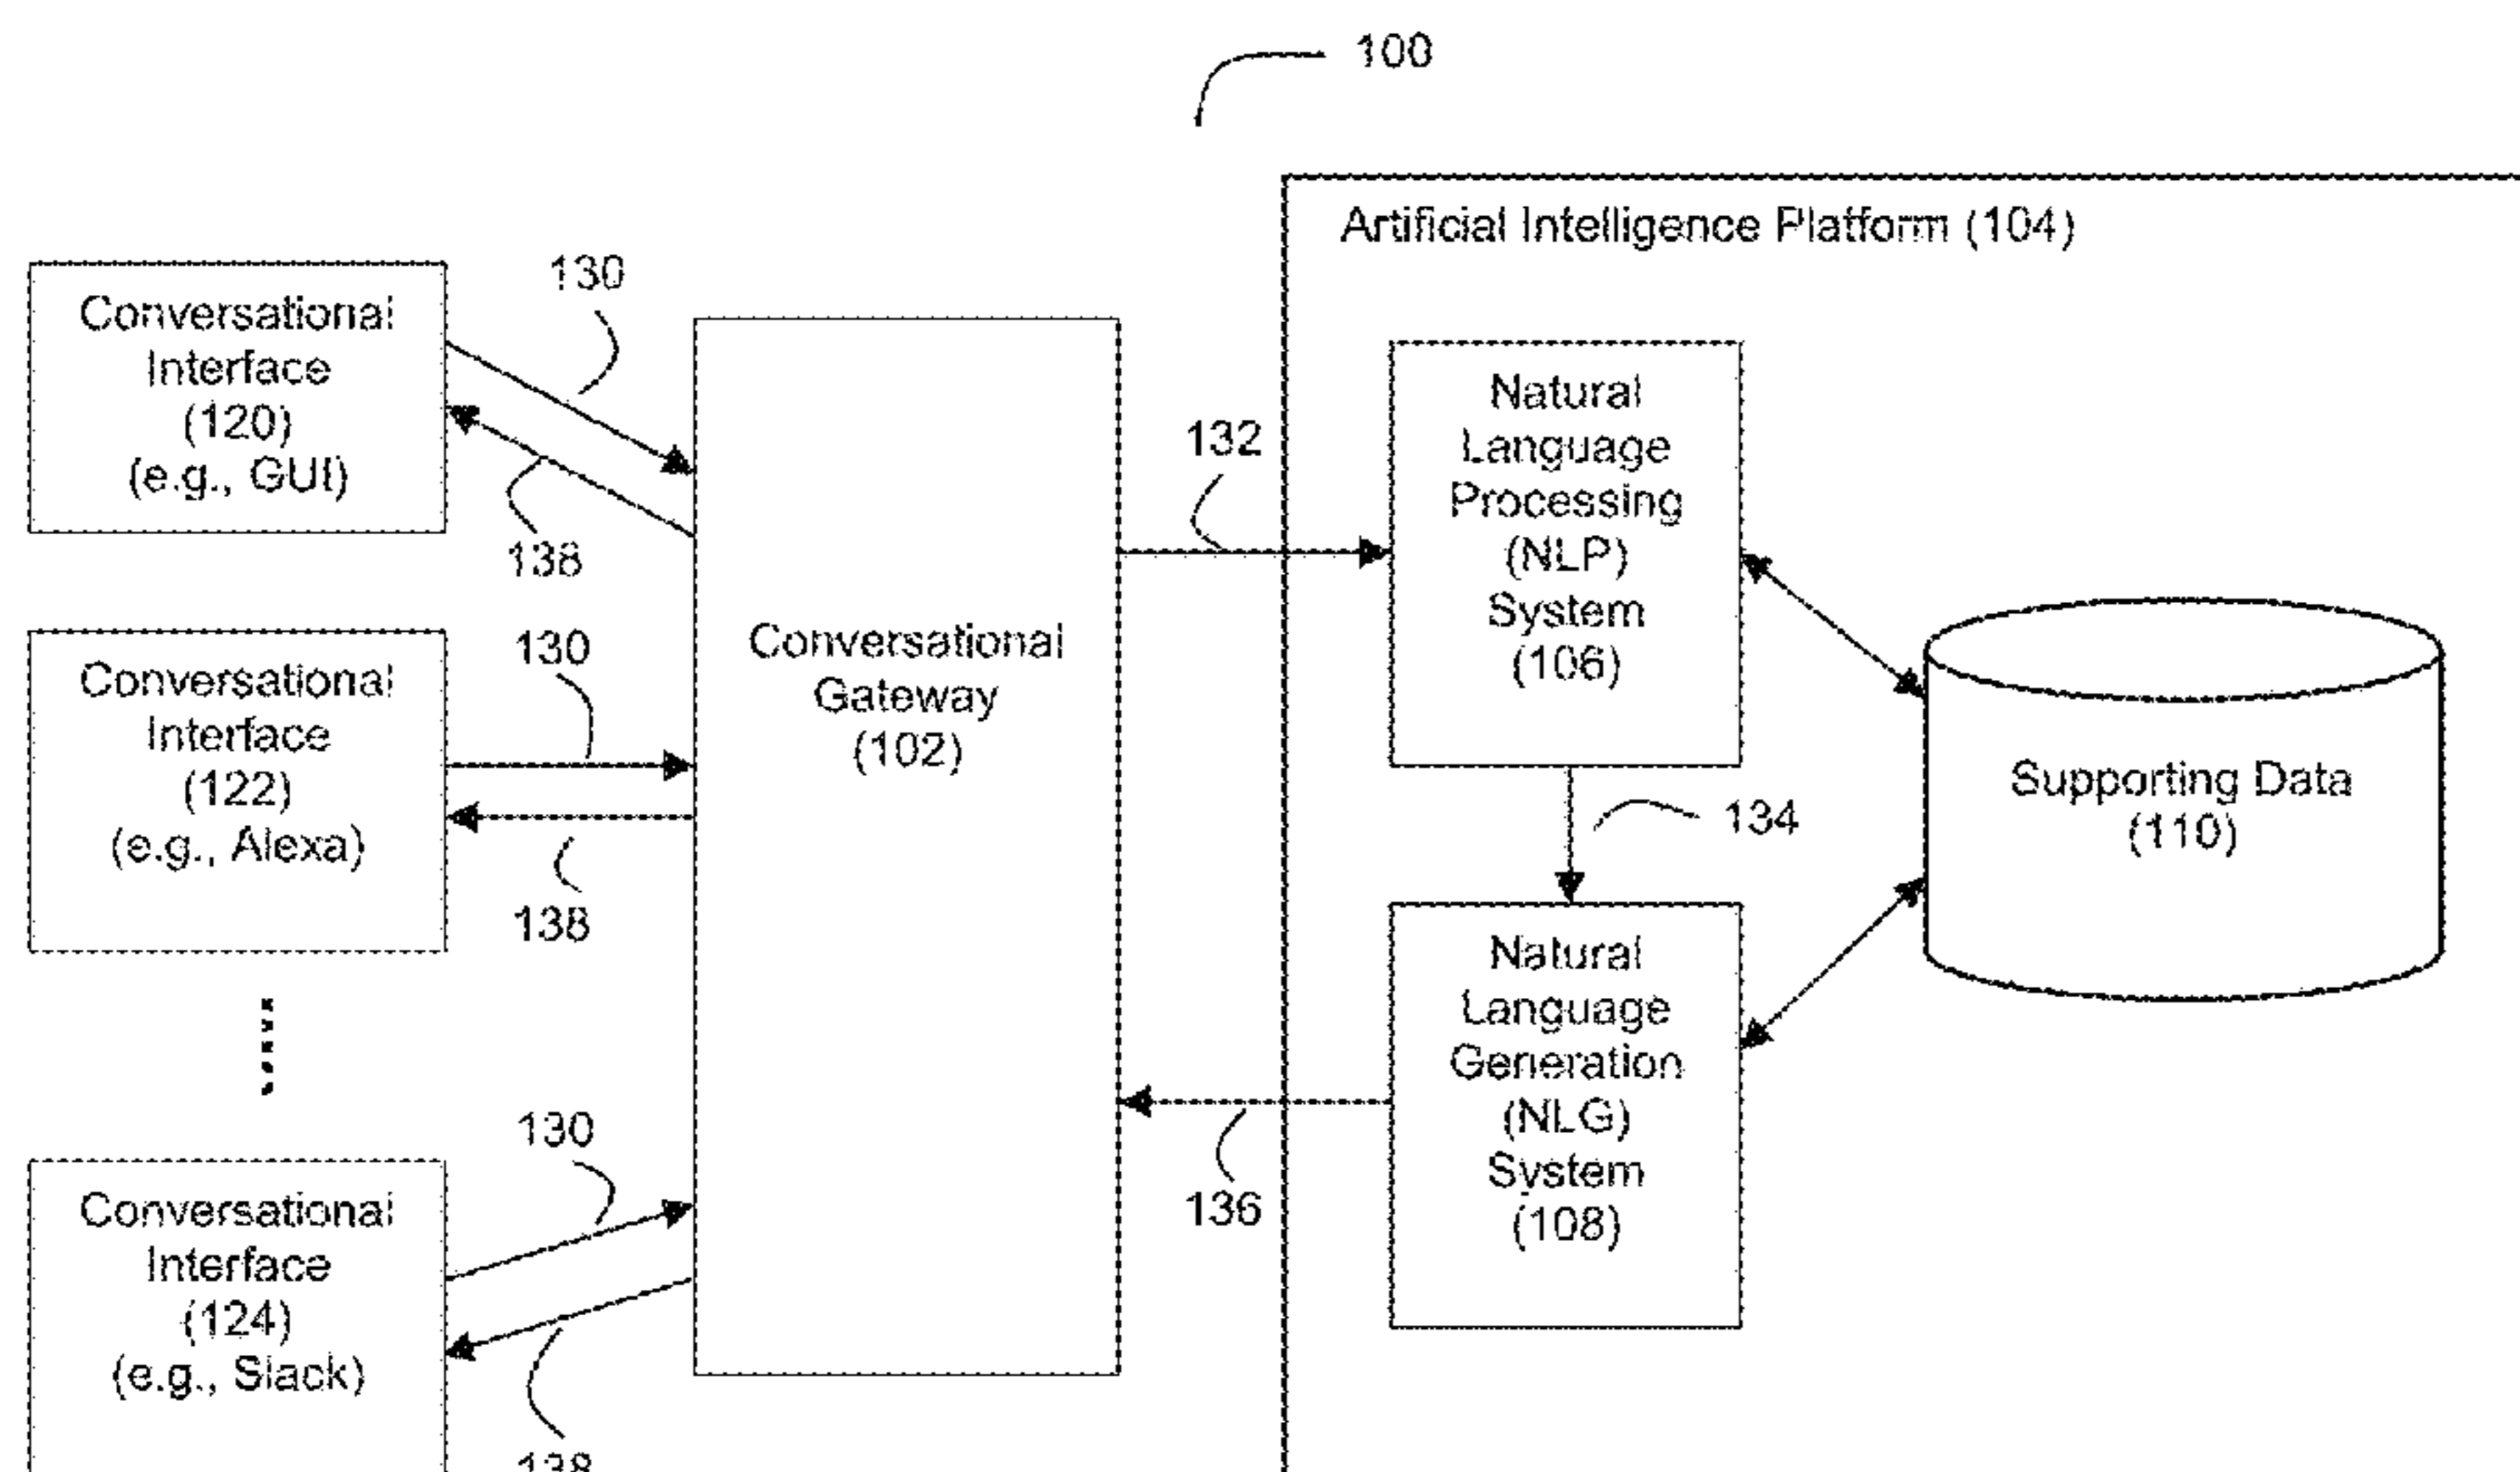 100
Artificial Intelligence Platform (104)
Conversational
Interface
(120)
(e.g., GUI)
130
138
Conversational
Interface
(122)
(e.g., Alexa)
130
138
Conversational
Interface
(124)
(e.g., Slack)
130
138
Conversational
Gateway
(102)
132
136
Natural
Language
Processing
(NLP)
System
(106)
134
Natural
Language
Generation
(NLG)
System
(108)
Supporting Data
(110)